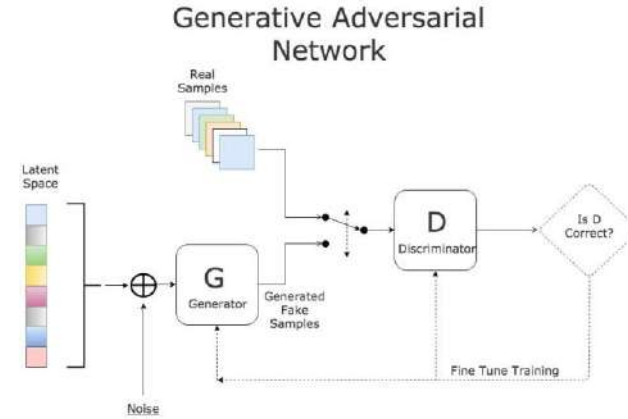 Generative Adversarial
Network
Real
Samples
Latent
Space
G
Generator
Generated
Fake
Samples
D
Discriminator
Is D
Correct?
Fine Tune Training
Noise